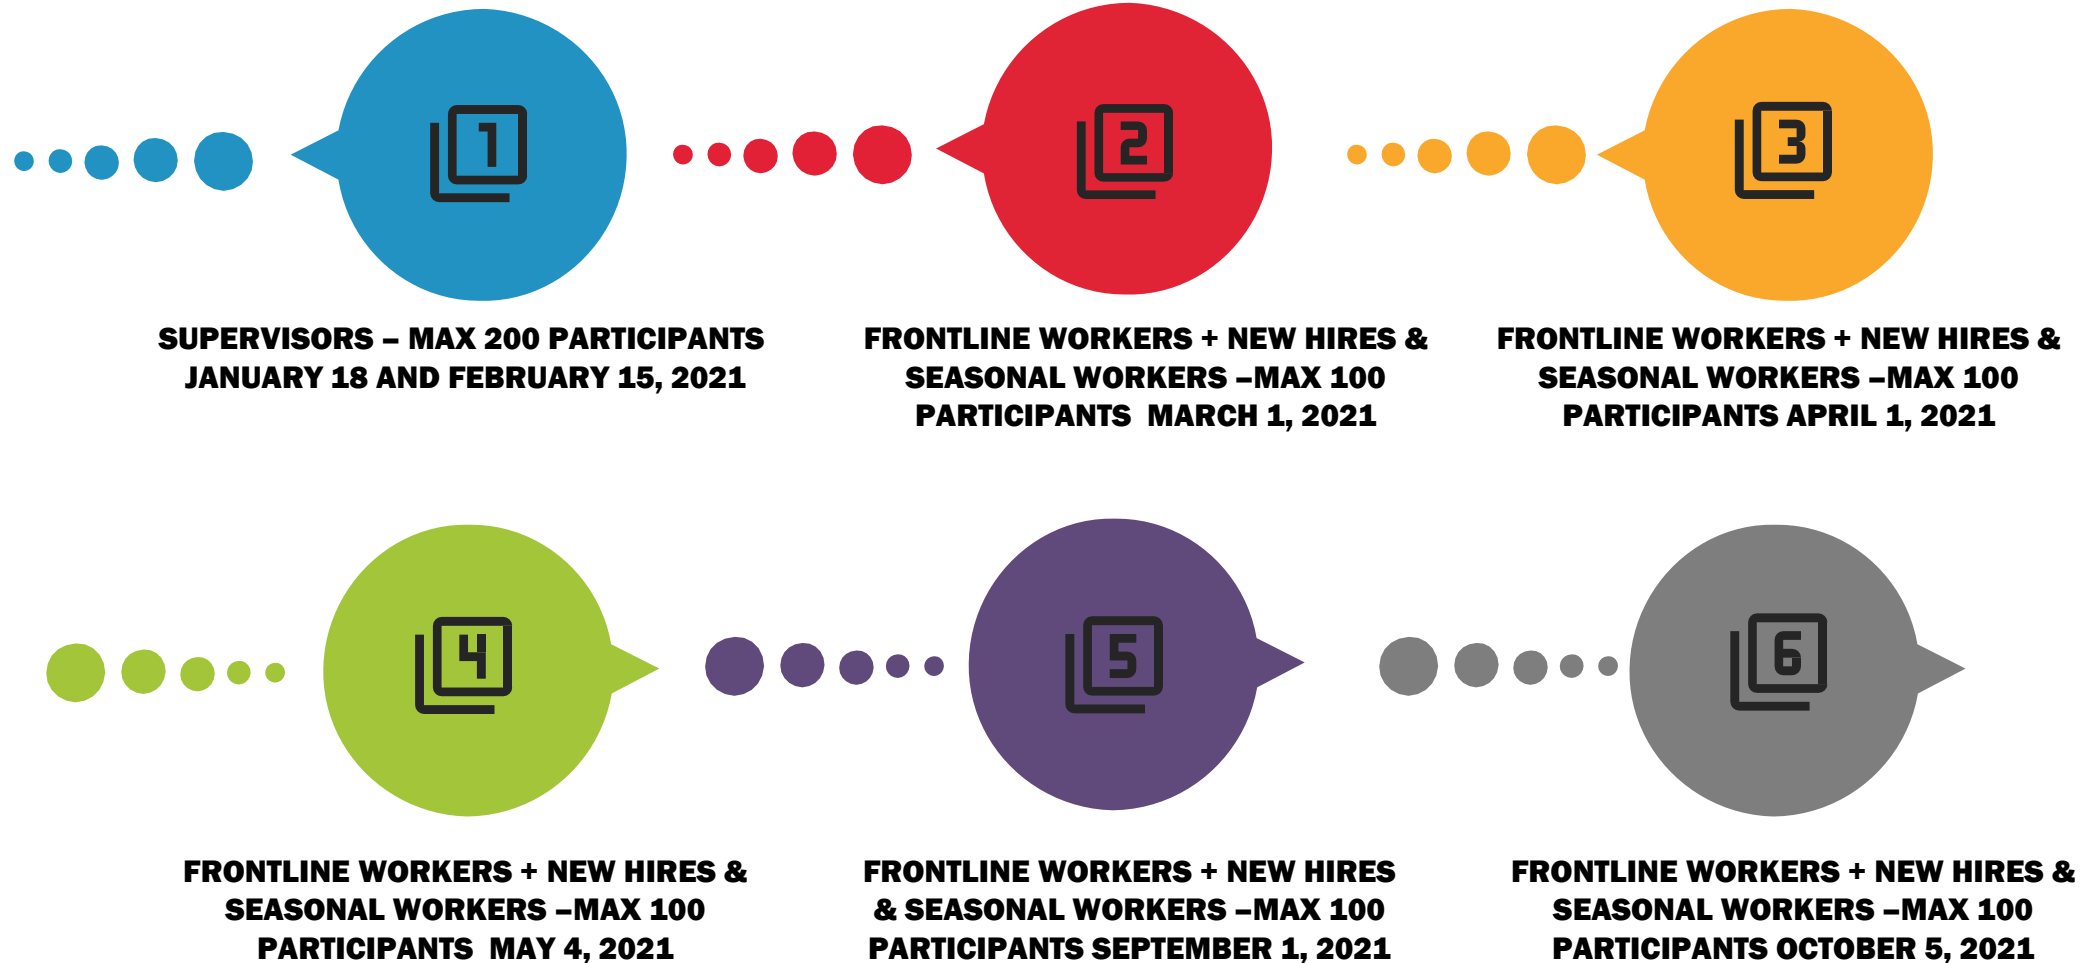 1
2
3
SUPERVISORS – MAX 200 PARTICIPANTS
JANUARY 18 AND FEBRUARY 15, 2021
FRONTLINE WORKERS + NEW HIRES &
SEASONAL WORKERS –MAX 100
PARTICIPANTS  MARCH 1, 2021
FRONTLINE WORKERS + NEW HIRES &
SEASONAL WORKERS –MAX 100
PARTICIPANTS APRIL 1, 2021
4
5
6
FRONTLINE WORKERS + NEW HIRES &
SEASONAL WORKERS –MAX 100
PARTICIPANTS  MAY 4, 2021
FRONTLINE WORKERS + NEW HIRES
& SEASONAL WORKERS –MAX 100
PARTICIPANTS SEPTEMBER 1, 2021
FRONTLINE WORKERS + NEW HIRES &
SEASONAL WORKERS –MAX 100
PARTICIPANTS OCTOBER 5, 2021